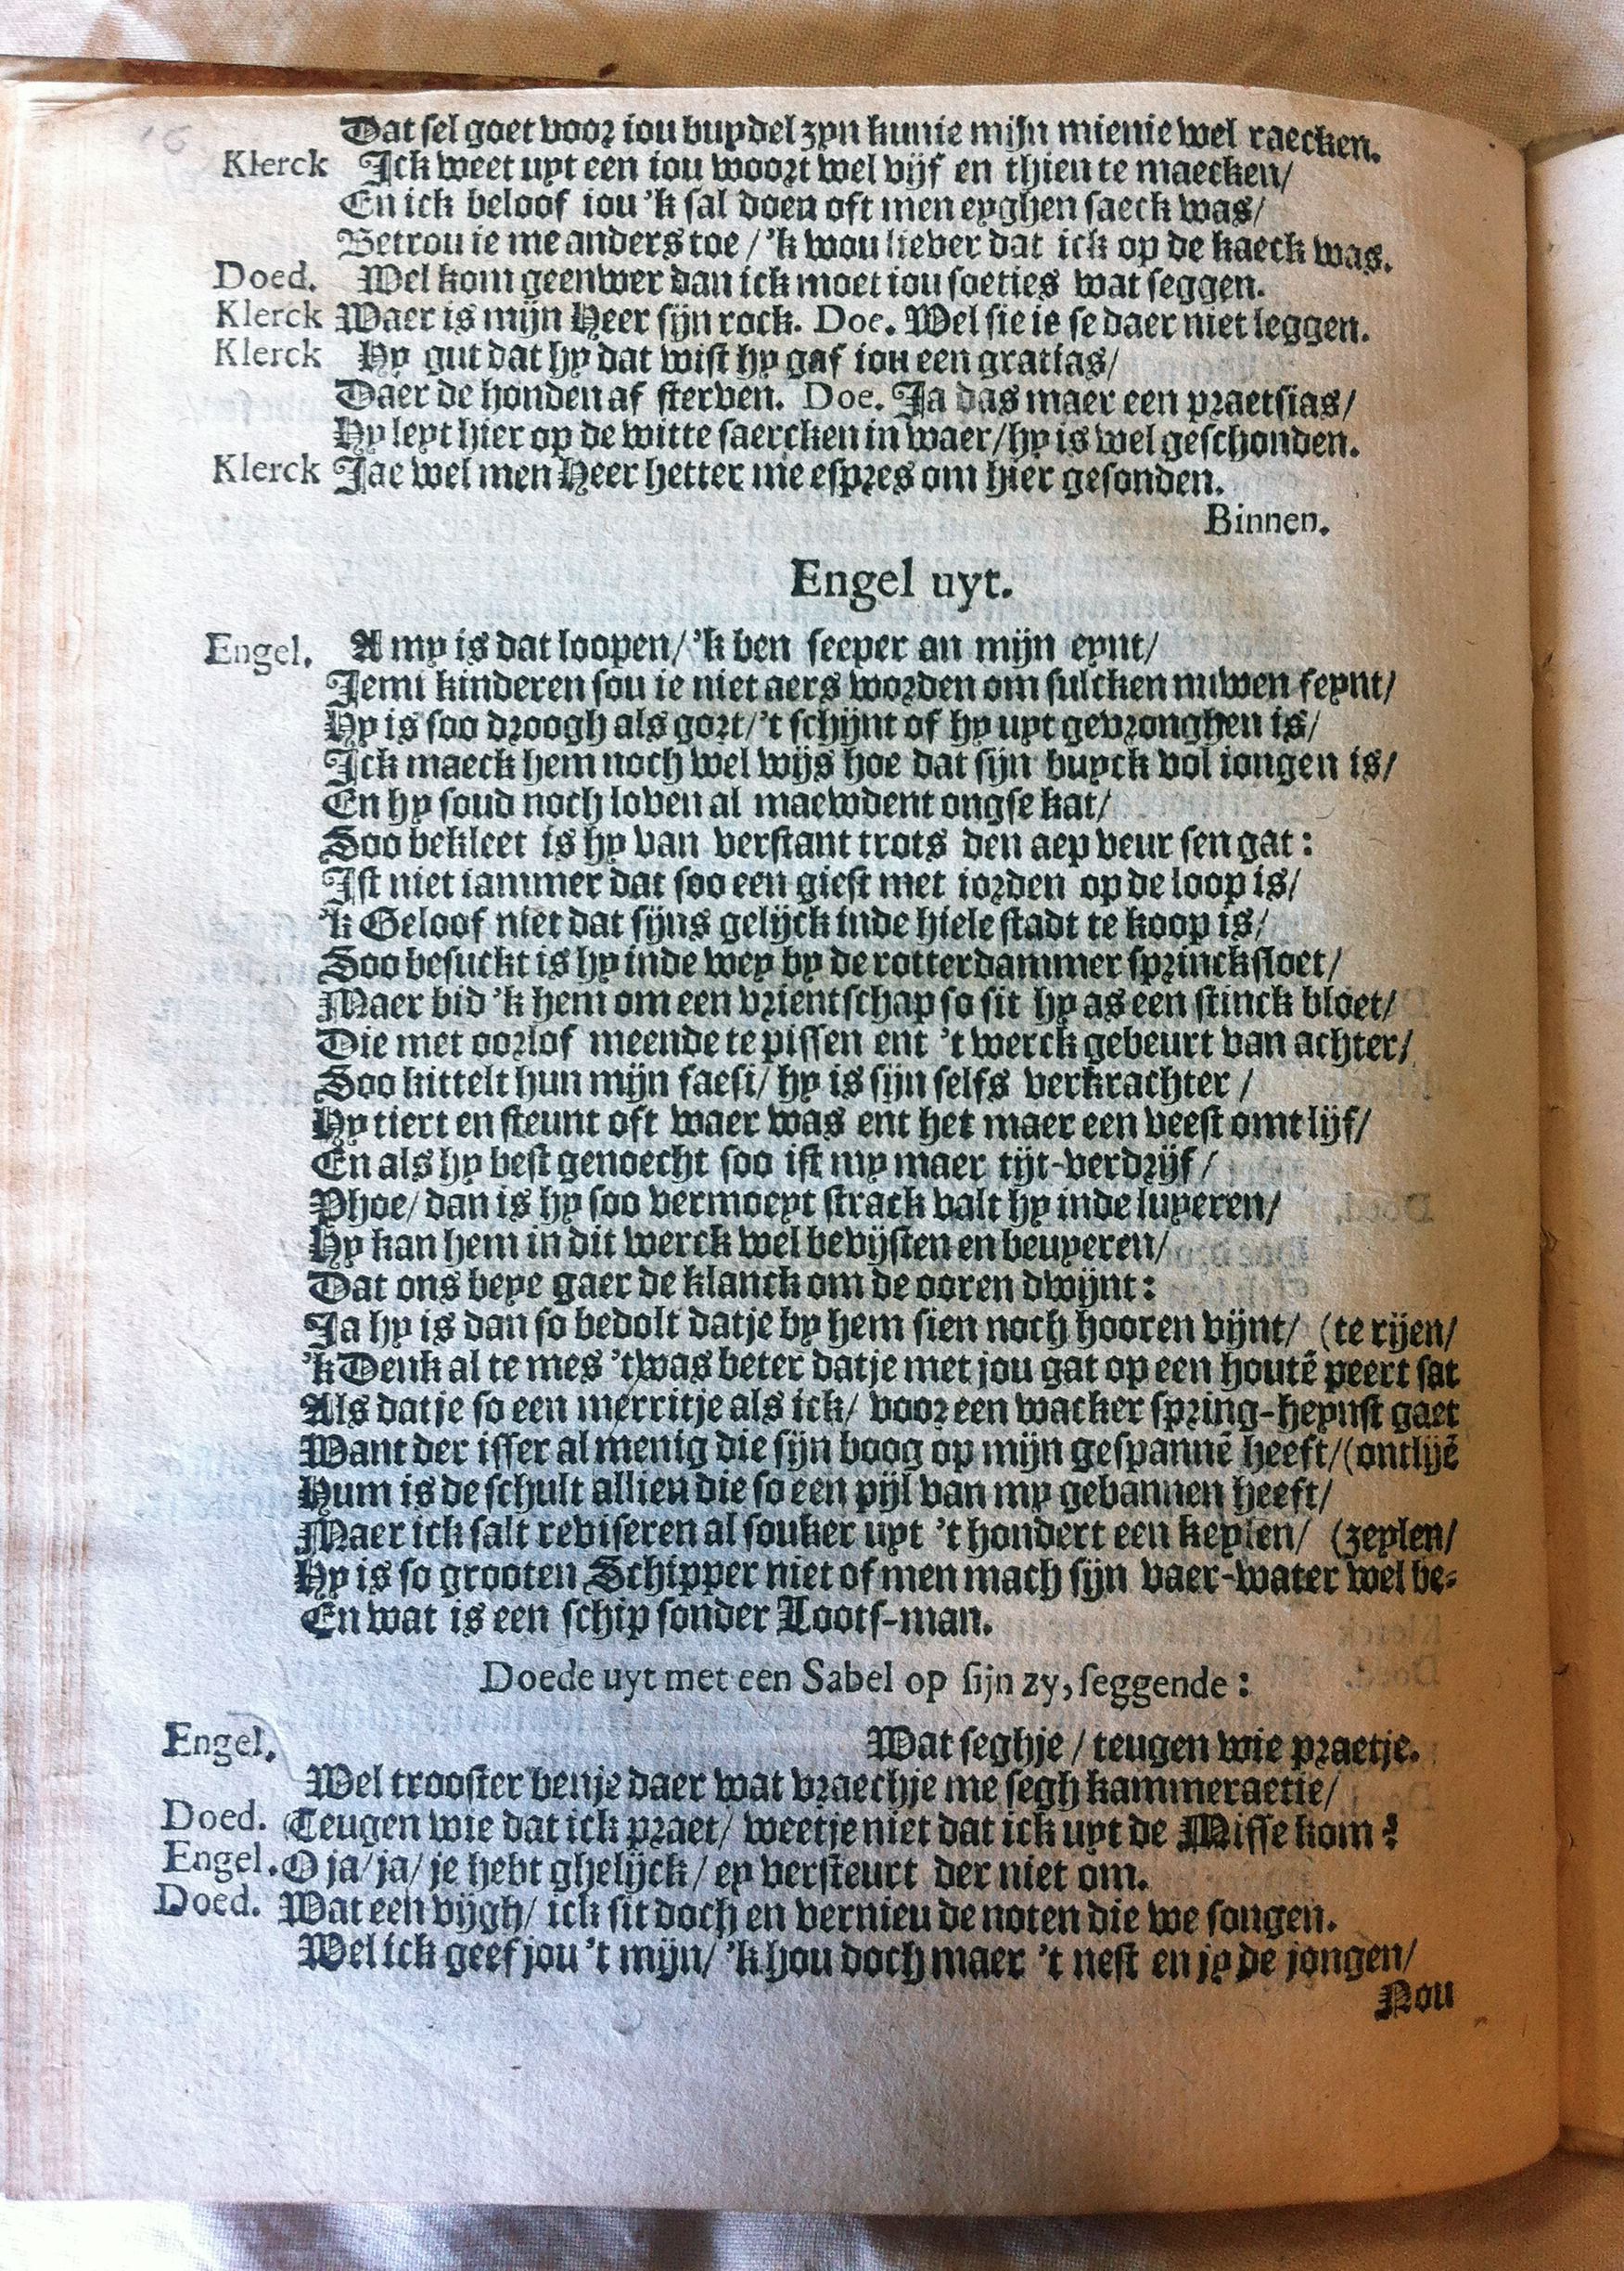 16
Dat sel goet voor iou buydel zyn kunie mijn mienie wel raecken.
Klerck Ick weet uyt een iou woort wel vijf en thien te maecken/
En ick beloof iou 'k sal doen oft men eyghen saeck was/
Betrou ie me anders toe / 'k wou liever dat ick op de kaeck was.
Doed. Wel kom geenwer dan ick moet iou soeties wat seggen.
Klerck Waer is mijn Heer sijn rock. Doe. Wel sie ie se daer niet leggen.
Klerck Hy gut dat hy dat wist hy gaf iou een gratias/
Daer de honden af sterven. Doe. Ja das maer een praetsias/
Hy leyt hier op de witte saercken in waer/hy is wel geschonden.
Klerck Jae wel men Heer hetter me espres om hier gesonden.
Binnen.
Engel uyt.
Engel. A my is dat loopen/ 'k ben seeper an mijn eynt/
Jemi kinderen sou ie niet aers worden om sulcken nuwen feynt/
Hy is soo droogh als gort/ 't schijnt of hy uyt gevronghen is/
Ick maeck hem noch wel wijs hoe dat sijn buyck vol iongen is/
En hy soud noch loven al maewdent ongse kat/
Soo bekleet is hy van verstant trots den aep veur sen gat:
Ist niet iammer dat soo een giest met iorden op de loop is/
'k Geloof niet dat sijns gelijck inde hiele stadt te koop is/
Soo besuckt is hy inde wey by de rotterdammer sprincksloet/
Maer bid 'k hem om een vrientschap so sit hy as een stinck bloet/
Die met oorlof meende te pissen ent 't werck gebeurt van achter/
Soo kittelt hun mijn faesi/ hy is sijn selfs verkrachter /
Hy tiert en steunt oft waer was ent het maer een veest omt lijf/
En als hy best genoecht soo ist my maer tijt-verdrijf/
Phoe/ dan is hy soo vermoeyt strack valt hy inde luyeren/
Hy kan hem in dit werck wel bevijsten en beuyeren/
Dat ons beye gaer de klanck om de ooren dwijnt:
Ja hy is dan so bedolt datje by hem sien noch hooren vijnt/ (te rijen/
'k Denk al te mes 't was beter datje met jou gat op een houtē peert sat
Als datje so een merritje als ick/ voor een wacker spring-heynst gaet
Want der isser al menig die sijn boog op mijn gespannē heeft/(ontlijē
Hum is de schult allien die so een pijl van my gebannen heeft/
Maer ick salt reviseren al souker uyt 't hondert een keylen/ (zeylen/
Hy is so grooten Schipper niet of men mach sijn vaer-water wel be-
En wat is een schip sonder Loots-man.
Doede uyt met een Sabel op sijn zy, seggende:
Engel. Wat seghje / teugen wie praetje.
Wel trooster benje daer wat vraechje me segh kammeraetie/
Doed. Teugen wie dat ick praet/ weetje niet dat ick uyt de Misse kom?
Engel. O ja/ ja/ je hebt ghelijck/ ey versteurt der niet om.
Doed. Wat een vijgh/ ick sit doch en vernieu de noten die we songen.
Wel ick geef jou 't mijn/ 'k hou doch maer 't nest en jy de jongen/
Nou